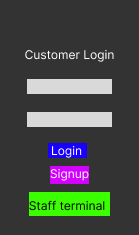 Customer Login
Login
Signup
Staff terminal